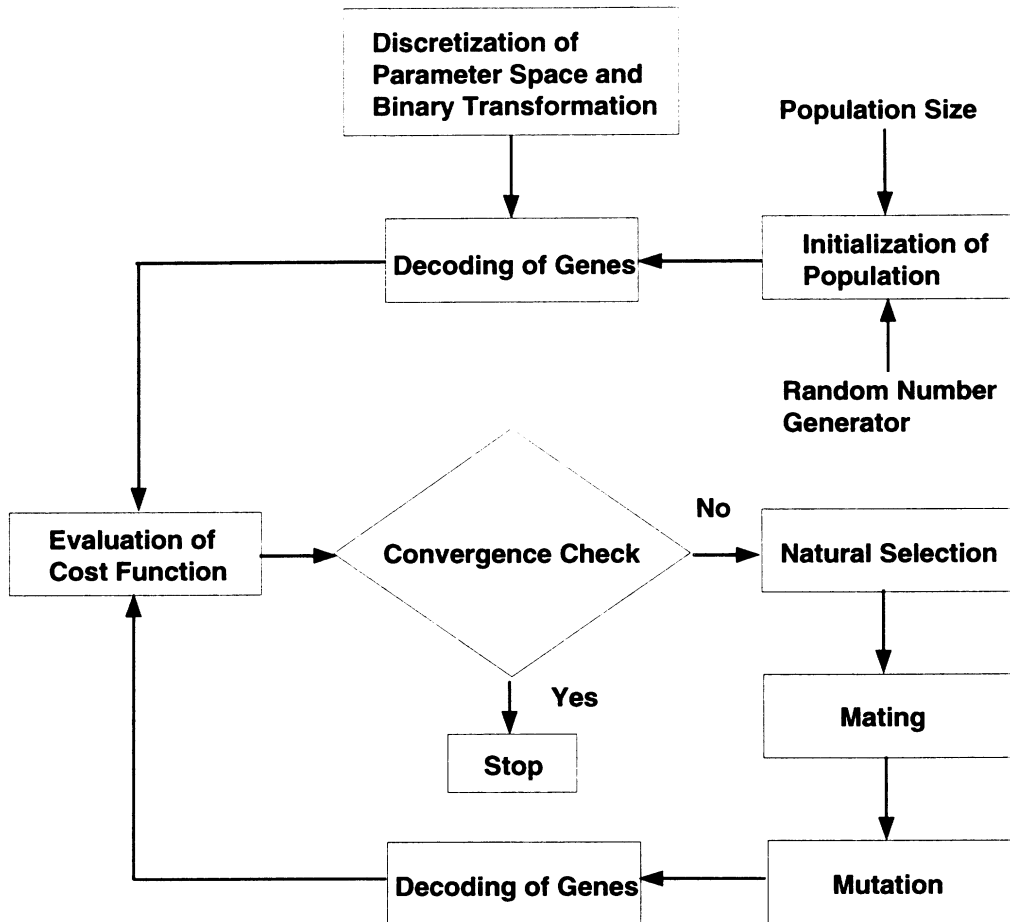 Discretization of
Parameter Space and
Binary Transformation
Population Size
Decoding of Genes
Initialization of
Population
Random Number
Generator
Evaluation of
Cost Function
Convergence Check
No
Natural Selection
Yes
Stop
Mating
Decoding of Genes
Mutation